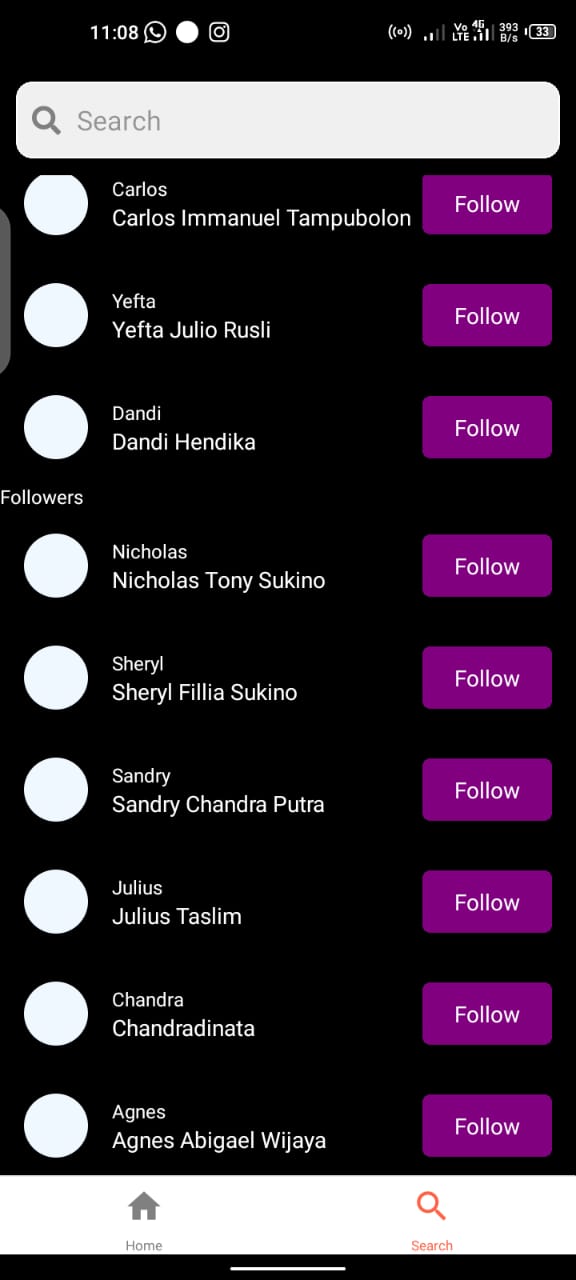 11:08
Vo 4G
LTE
393
B/s
33
Search
Carlos
Carlos Immanuel Tampubolon
Follow
Yefta
Yefta Julio Rusli
Follow
Dandi
Dandi Hendika
Follow
Followers
Nicholas
Nicholas Tony Sukino
Follow
Sheryl
Sheryl Fillia Sukino
Follow
Sandry
Sandry Chandra Putra
Follow
Julius
Julius Taslim
Follow
Chandra
Chandradinata
Follow
Agnes
Agnes Abigael Wijaya
Follow
Home
Search